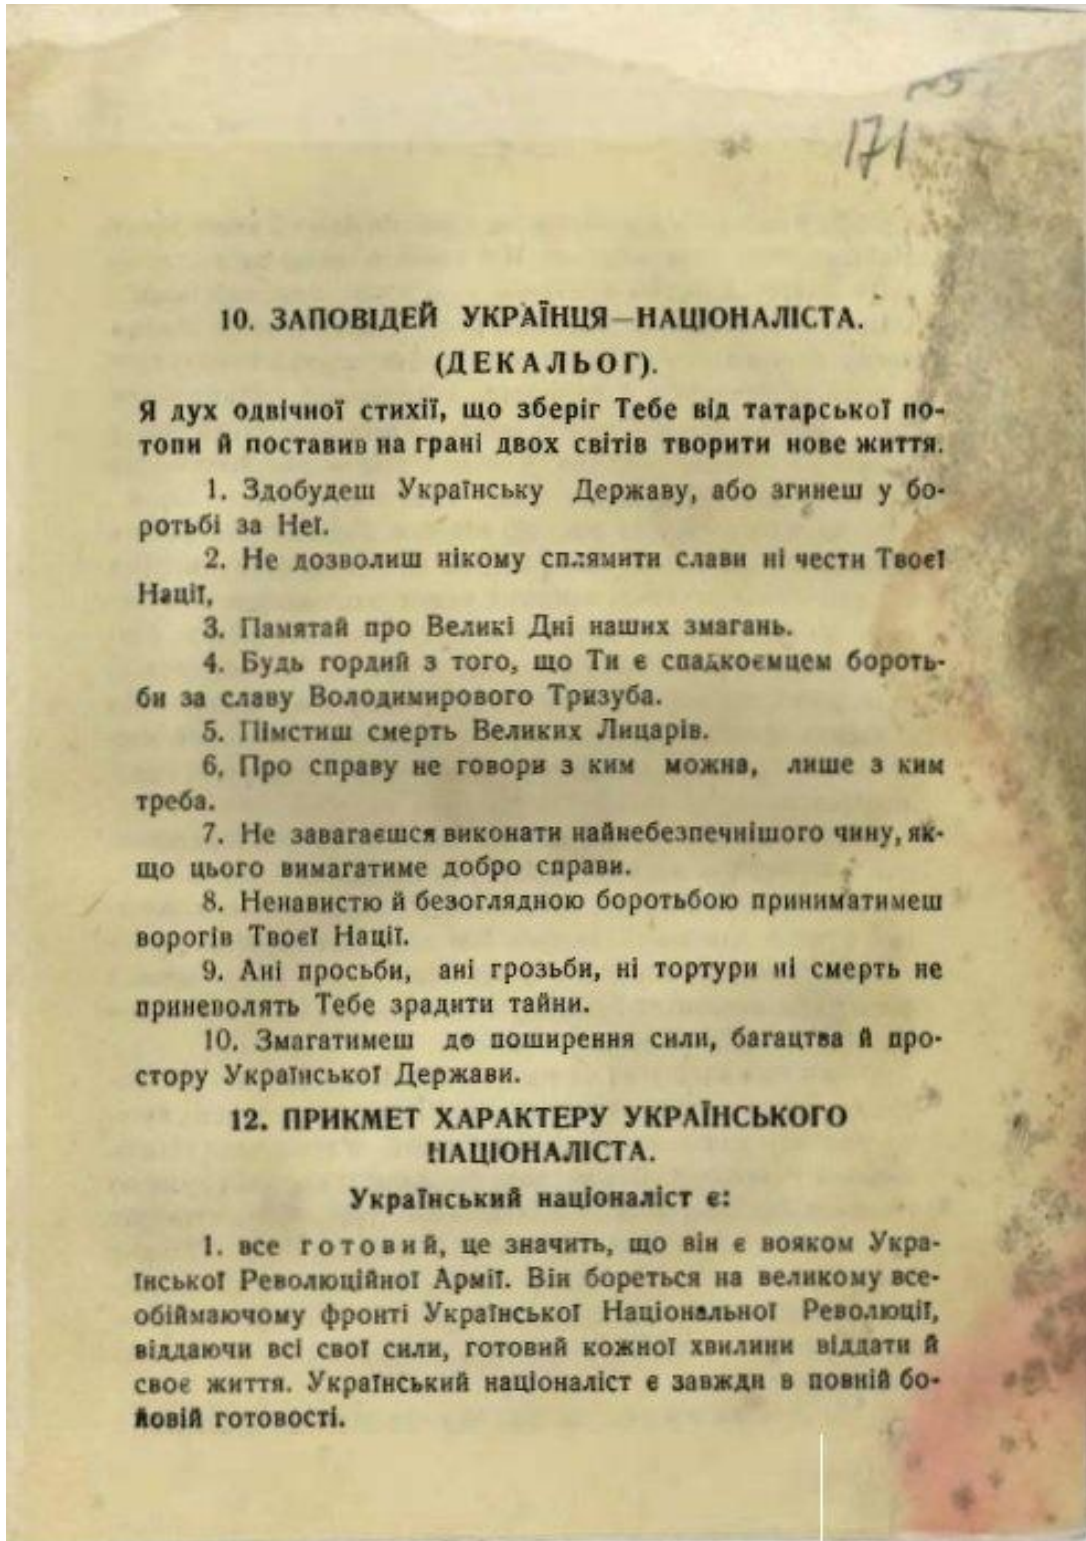 171
10. ЗАПОВІДЕЙ УКРАЇНЦЯ—НАЦІОНАЛІСТА.
(ДЕКАЛЬОГ).
Я дух одвічної стихії, що зберіг Тебе від татарської по-
топи й поставив на грані двох світів творити нове життя.
1. Здобудеш Українську Державу, або згинеш у бо-
ротьбі за Неї.
2. Не дозволиш нікому сплямити слави ні чести Твоєї
Нації,
3. Памятай про Великі Дні наших змагань.
4. Будь гордий з того, що Ти є спадкоємцем бороть-
би за славу Володимирового Тризуба.
5. Пімстиш смерть Великих Лицарів.
6. Про справу не говори з ким можна, лише з ким
треба.
7. Не завагаєшся виконати найнебезпечнішого чину, як-
що цього вимагатиме добро справи.
8. Ненавистю й безоглядною боротьбою приниматимеш
ворогів Твоєї Нації.
9. Ані просьби, ані грозьби, ні тортури ні смерть не
приневолять Тебе зрадити тайни.
10. Змагатимеш до поширення сили, багацтва й про-
стору Української Держави.
12. ПРИКМЕТ ХАРАКТЕРУ УКРАЇНСЬКОГО
НАЦІОНАЛІСТА.
Український націоналіст є:
1. все готовий, це значить, що він є вояком Укра-
їнської Революційної Армії. Він бореться на великому все-
обіймаючому фронті Української Національної Революції,
віддаючи всі свої сили, готовий кожної хвилини віддати й
своє життя. Український націоналіст є завжди в повній бо-
йовій готовості.